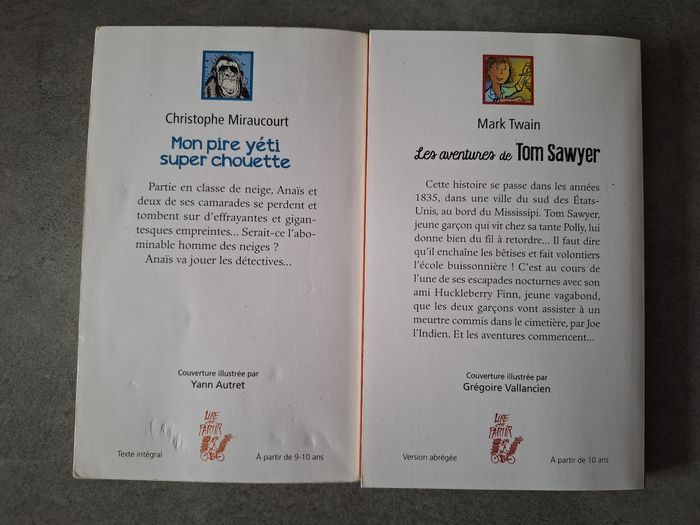 Christophe Miraucourt
Mon pire yéti
super chouette
Partie en classe de neige, Anaïs et
deux de ses camarades se perdent et
tombent sur d'effrayantes et gigan-
tesques empreintes... Serait-ce l'abo-
minable homme des neiges ?
Anaïs va jouer les détectives...
Couverture illustrée par
Yann Autret
LIRE
POUR
PARTIR
Texte intégral
À partir de 9-10 ans
Mark Twain
Les aventures de Tom Sawyer
Cette histoire se passe dans les années
1835, dans une ville du sud des États-
Unis, au bord du Mississipi. Tom Sawyer,
jeune garçon qui vit chez sa tante Polly, lui
donne bien du fil à retordre... Il faut dire
qu'il enchaîne les bêtises et fait volontiers
l'école buissonnière ! C'est au cours de
l'une de ses escapades nocturnes avec son
ami Huckleberry Finn, jeune vagabond,
que les deux garçons vont assister à un
meurtre commis dans le cimetière, par Joe
l'Indien. Et les aventures commencent...
Couverture illustrée par
Grégoire Vallancien
LIRE
POUR
PARTIR
Version abrégée
À partir de 10 ans